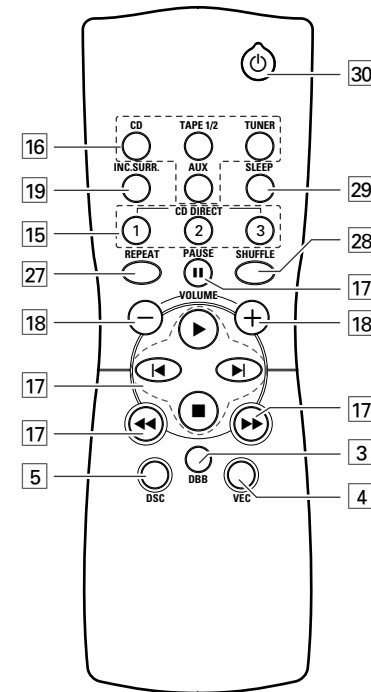 30
CD TAPE 1/2 TUNER
16
INC.SURR. AUX SLEEP
19 29
CD DIRECT
15 1 2 3
28
REPEAT PAUSE SHUFFLE
27 17
VOLUME
18 18
17
17 17
3
5 DSC DBB VEC 4